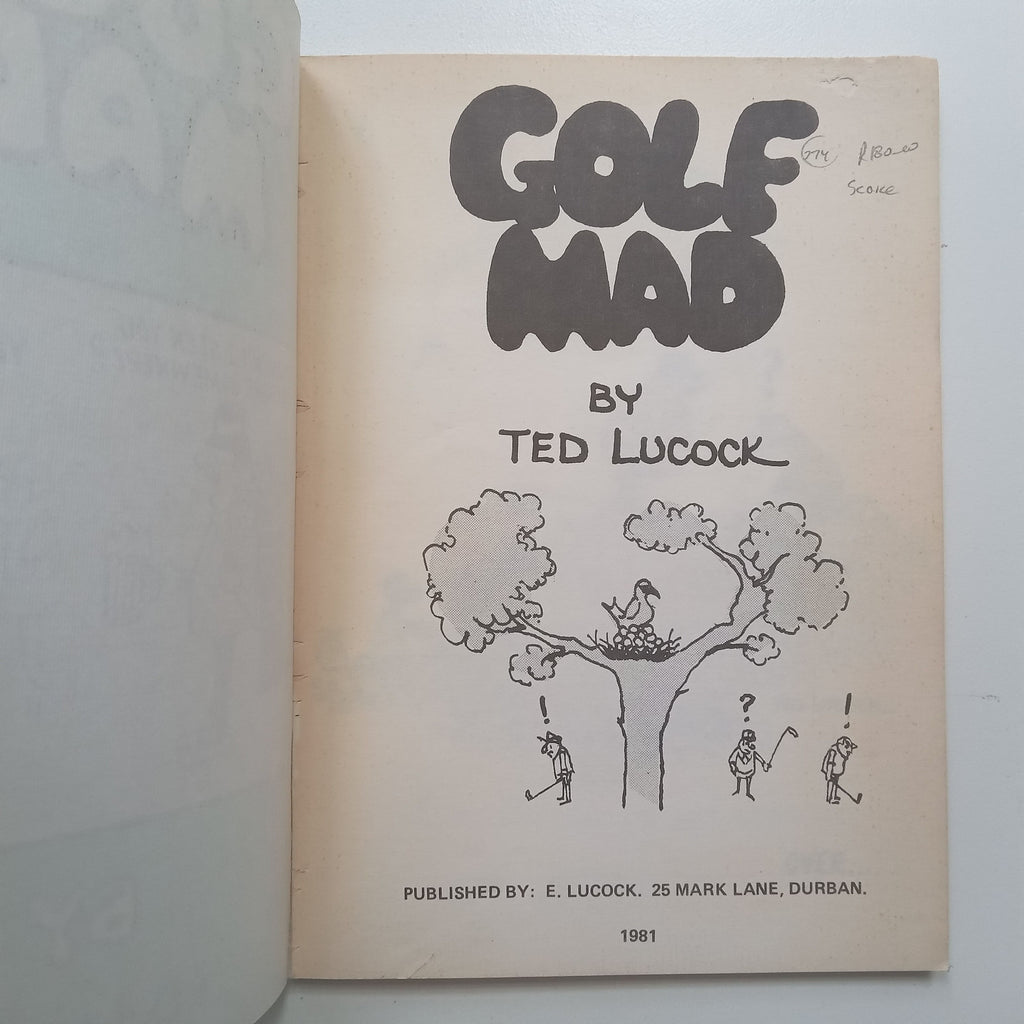 GOLF
MAD
BY
TED LUCOCK
!
?
!
PUBLISHED BY: E. LUCOCK. 25 MARK LANE, DURBAN.
1981